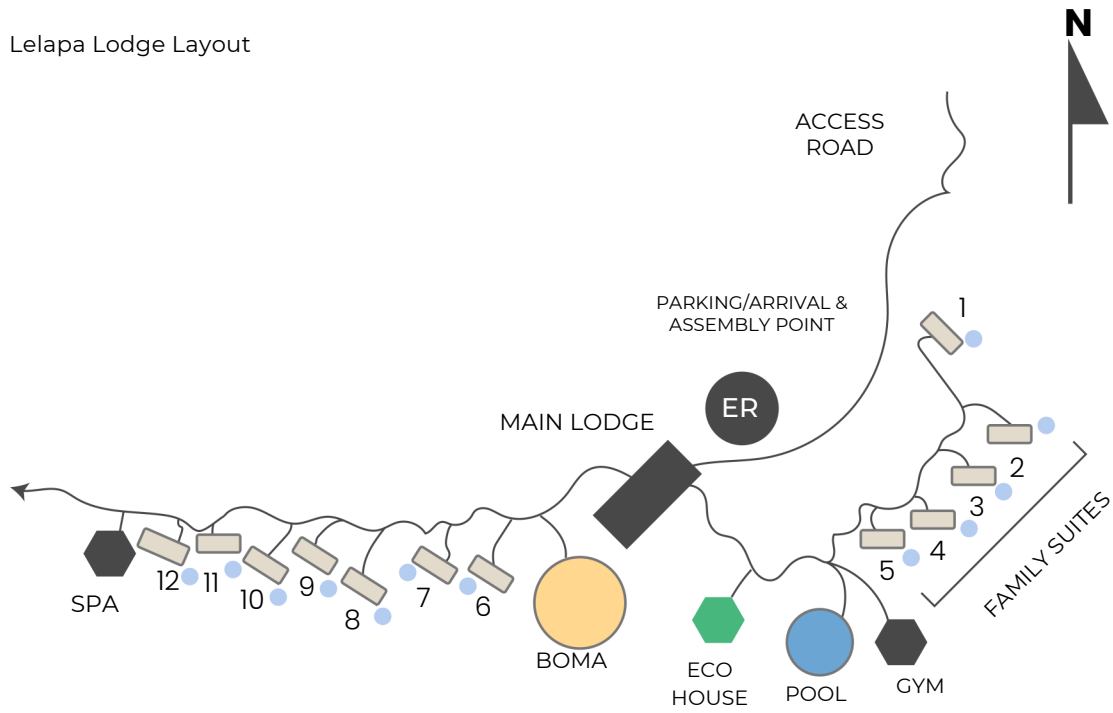 N
Lelapa Lodge Layout
ACCESS
ROAD
PARKING/ARRIVAL &
ASSEMBLY POINT
1
ER
MAIN LODGE
2
3
4
5
FAMILY SUITES
12
11
10
9
8
7
6
SPA
BOMA
ECO
HOUSE
POOL
GYM